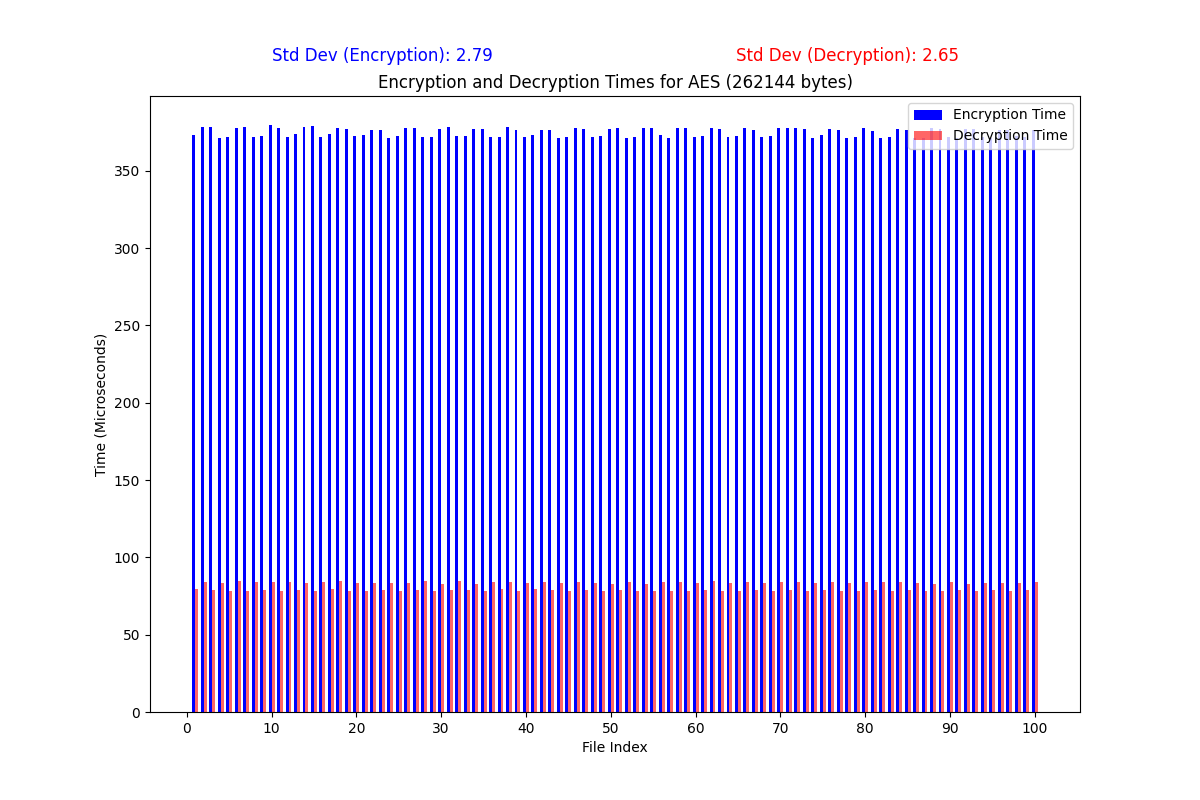 Std Dev (Encryption): 2.79
Std Dev (Decryption): 2.65
Encryption and Decryption Times for AES (262144 bytes)
Encryption Time
Decryption Time
350
300
250
200
150
100
50
0
Time (Microseconds)
0 10 20 30 40 50 60 70 80 90 100
File Index